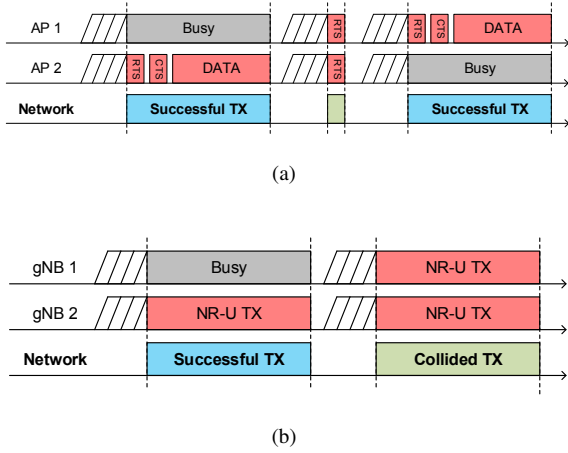 AP 1 Busy RTS RTS CTS DATA
AP 2 RTS CTS DATA RTS Busy
Network Successful TX Successful TX
(a)
gNB 1 Busy NR-U TX
gNB 2 NR-U TX NR-U TX
Network Successful TX Collided TX
(b)